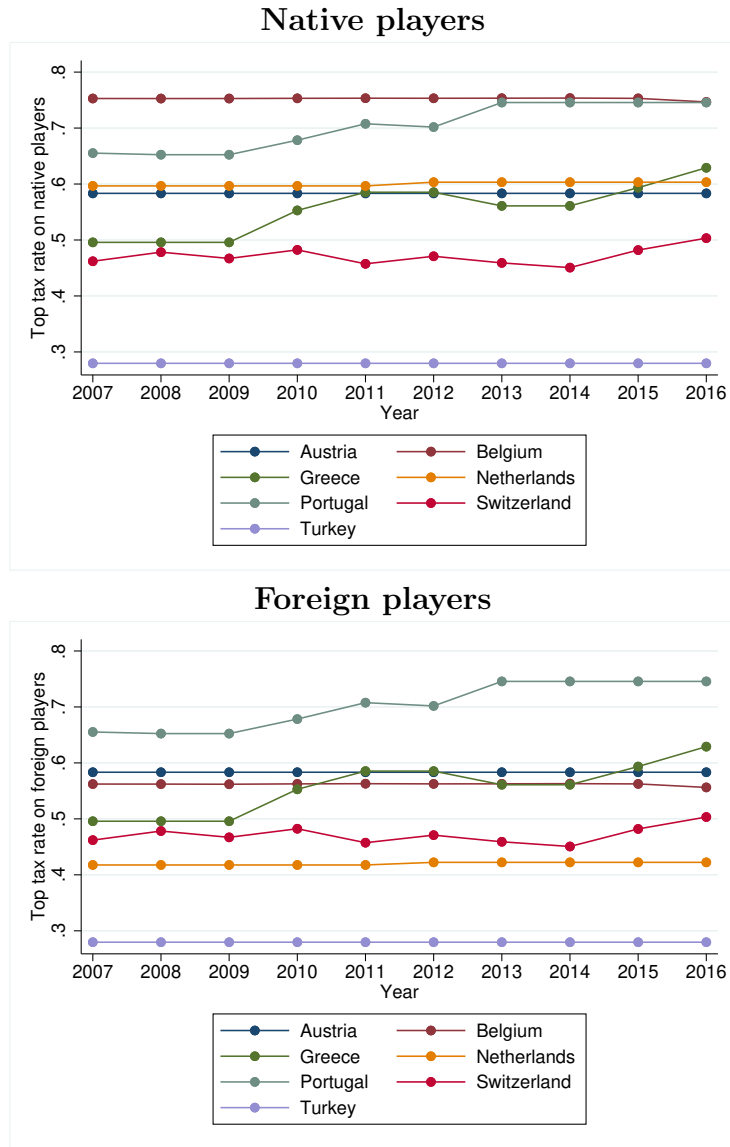 Native players
Top tax rate on native players
.8
.7
.6
.5
.4
.3
2007 2008 2009 2010 2011 2012 2013 2014 2015 2016
Year
Austria Belgium
Greece Netherlands
Portugal Switzerland
Turkey
Foreign players
Top tax rate on foreign players
.8
.7
.6
.5
.4
.3
2007 2008 2009 2010 2011 2012 2013 2014 2015 2016
Year
Austria Belgium
Greece Netherlands
Portugal Switzerland
Turkey